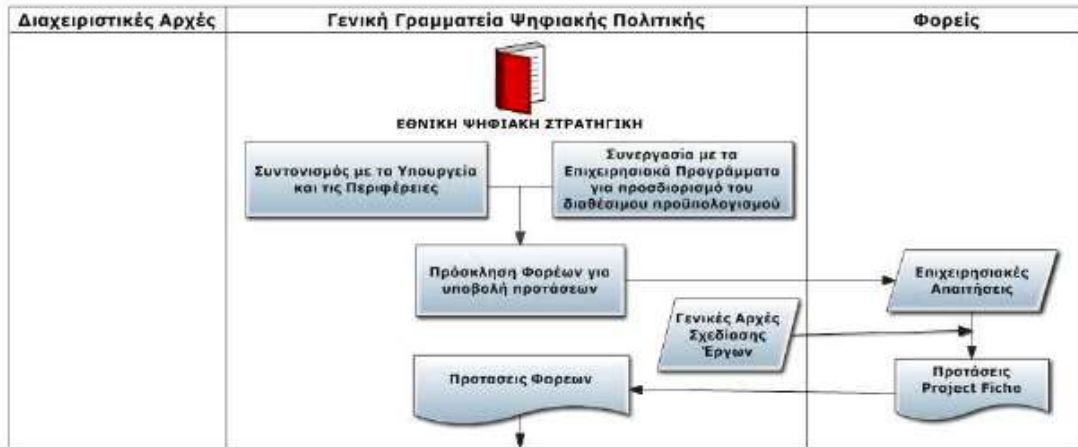 Διαχειριστικές Αρχές
Γενική Γραμματεία Ψηφιακής Πολιτικής
Φορείς
ΕΘΝΙΚΗ ΨΗΦΙΑΚΗ ΣΤΡΑΤΗΓΙΚΗ
Συντονισμός με τα Υπουργεία
και τις Περιφέρειες
Συνεργασία με τα
Επιχειρησιακά Προγράμματα
για προσδιορισμό του
διαθέσιμου προϋπολογισμού
Πρόσκληση Φορέων για
υποβολή προτάσεων
Επιχειρησιακές
Απαιτήσεις
Γενικές Αρχές
Σχεδίασης
Έργων
Προτασεις Φορεων
Προτάσεις
Project Fiche